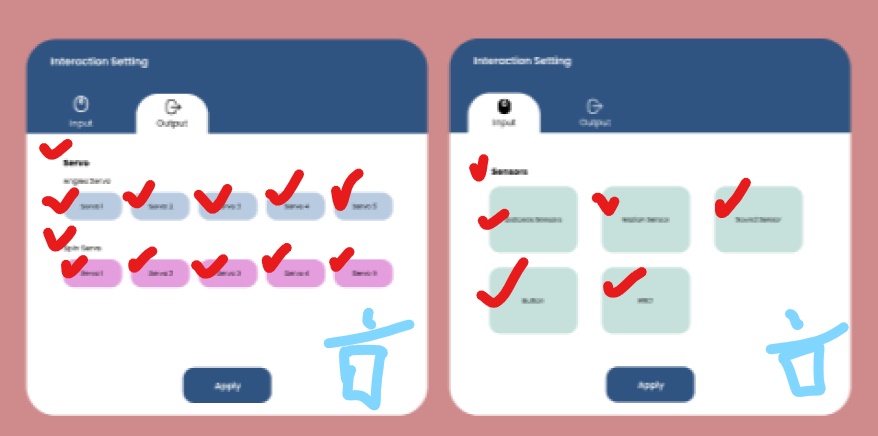 Interaction Setting
Input
Output
Servo
Angles Servo
Servo 1
Servo 2
Servo 3
Servo 4
Servo 5
Spin Servo
Servo 1
Servo 2
Servo 3
Servo 4
Servo 5
Apply
Interaction Setting
Input
Output
Sensors
Sensors
Motion Sensor
Sound Sensor
Button
Apply